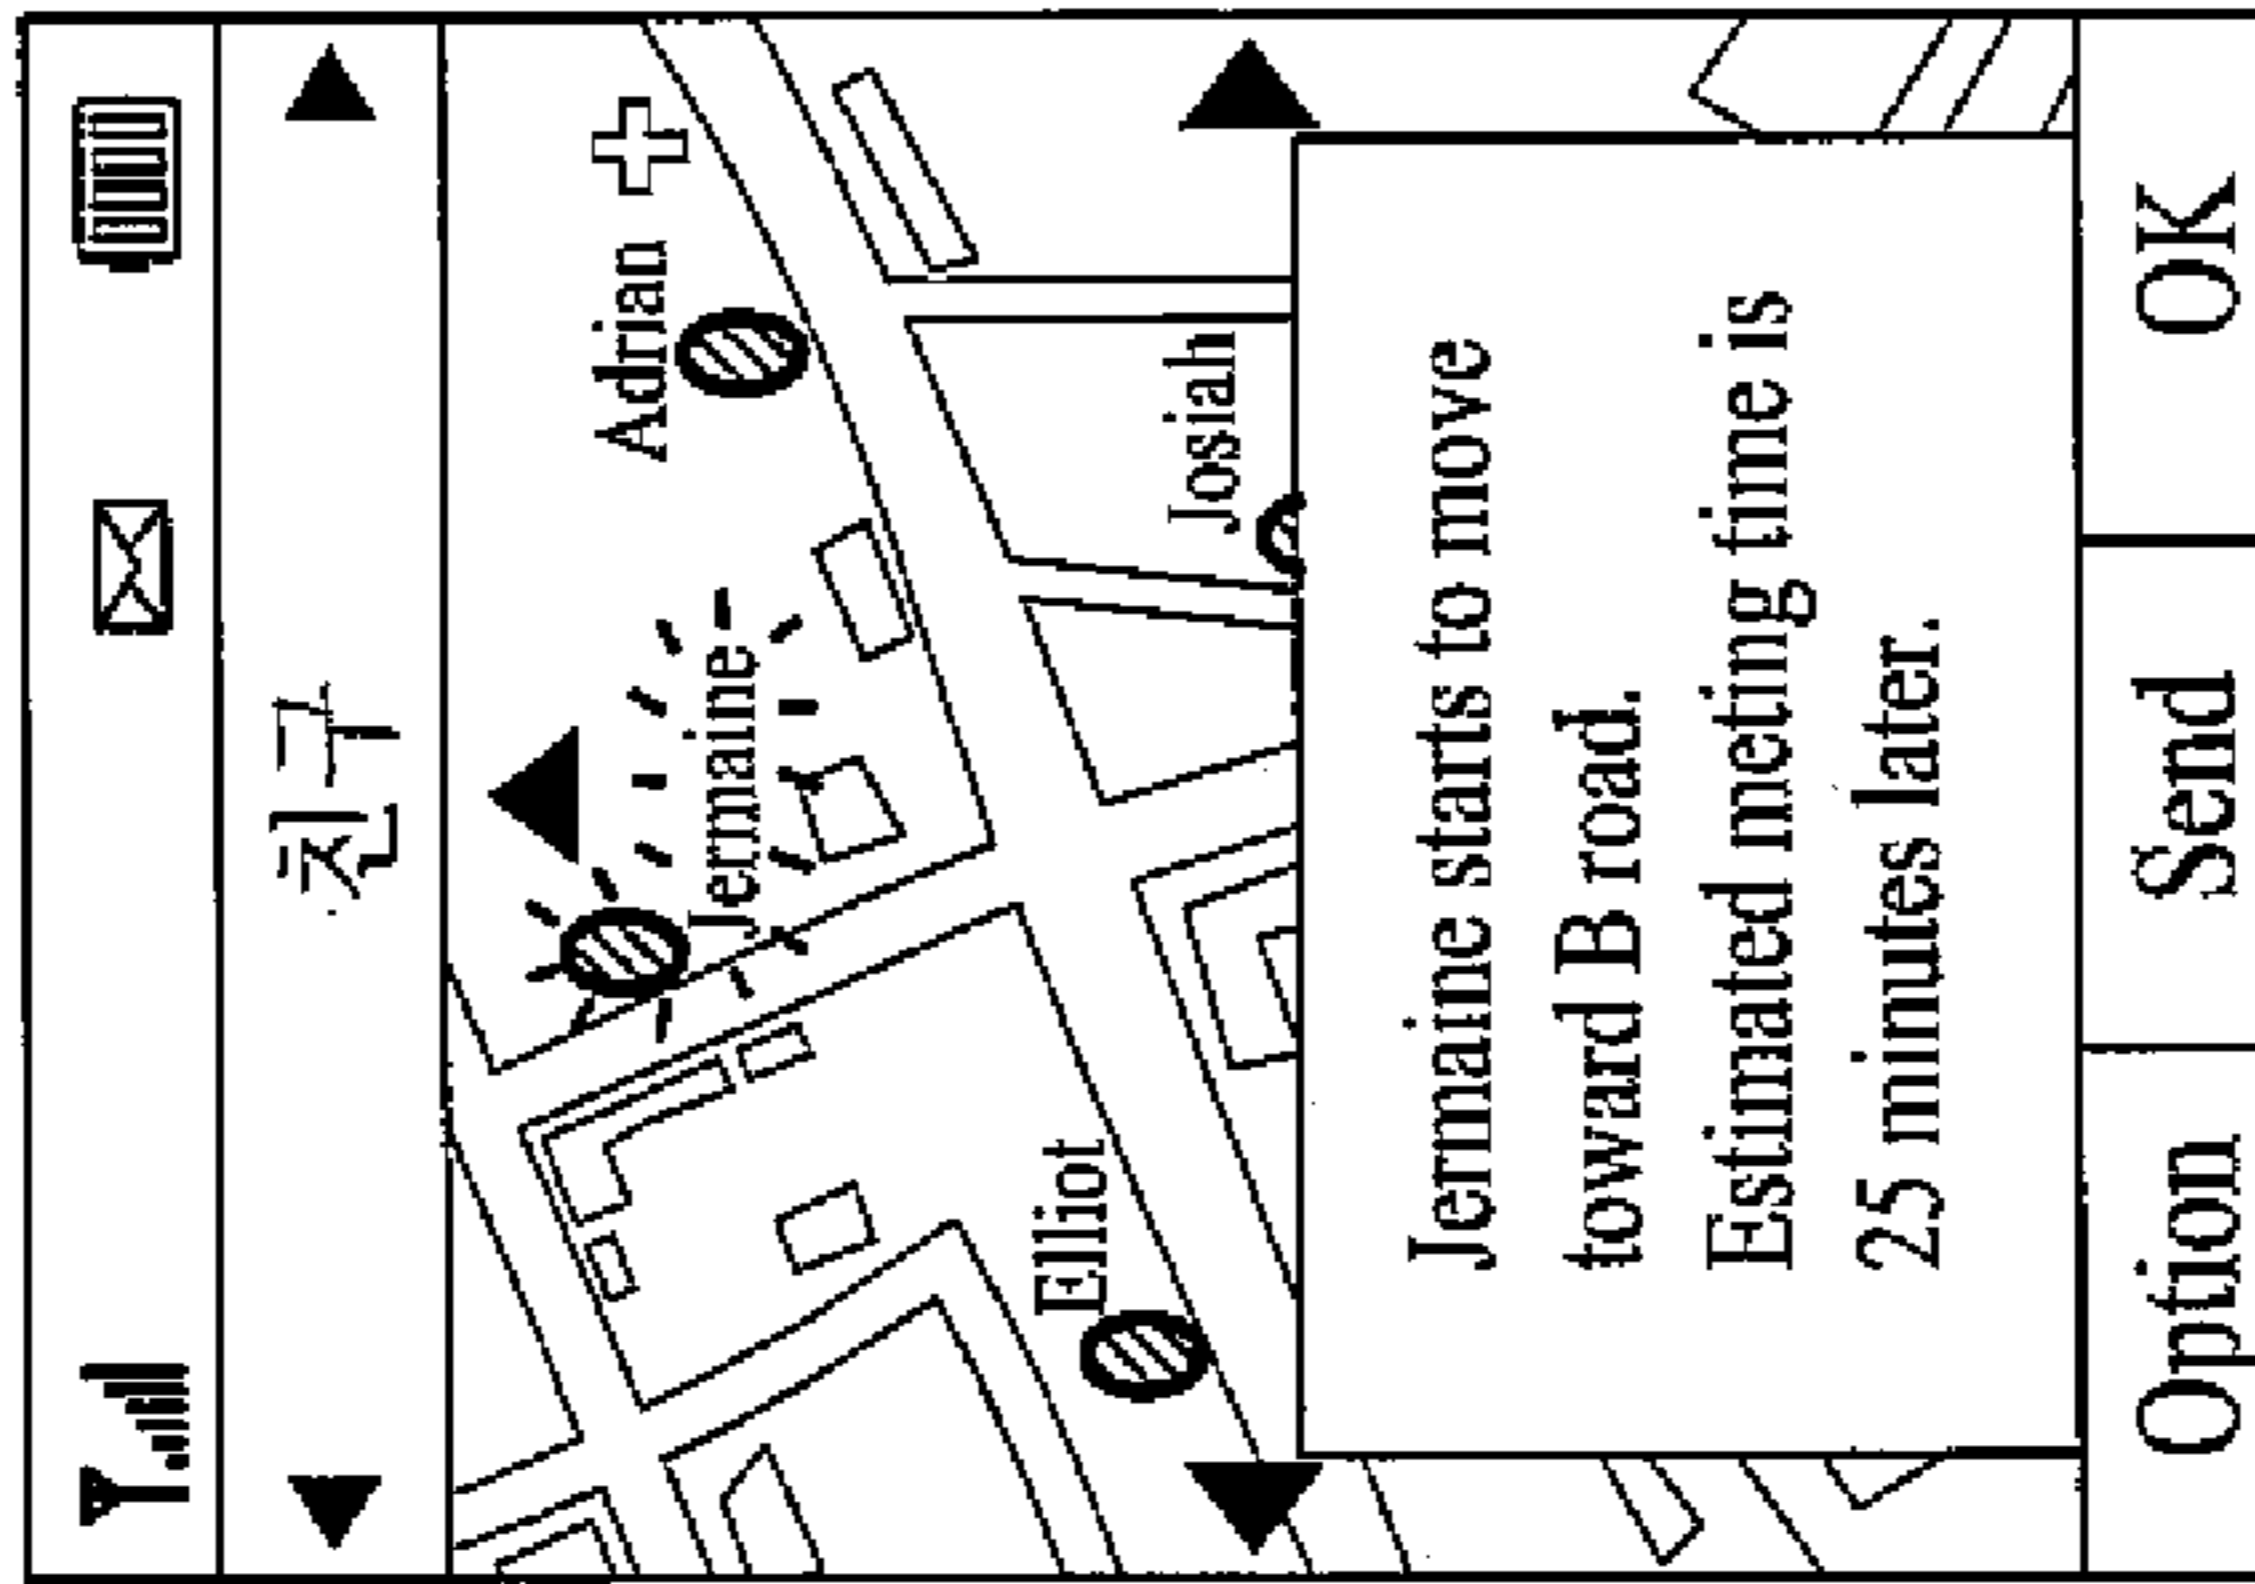 친구
Adrian
Jermaine
Josiah
Elliot
Jermaine starts to move
toward B road.
Estimated meting time is
25 minutes later.
Option Send OK